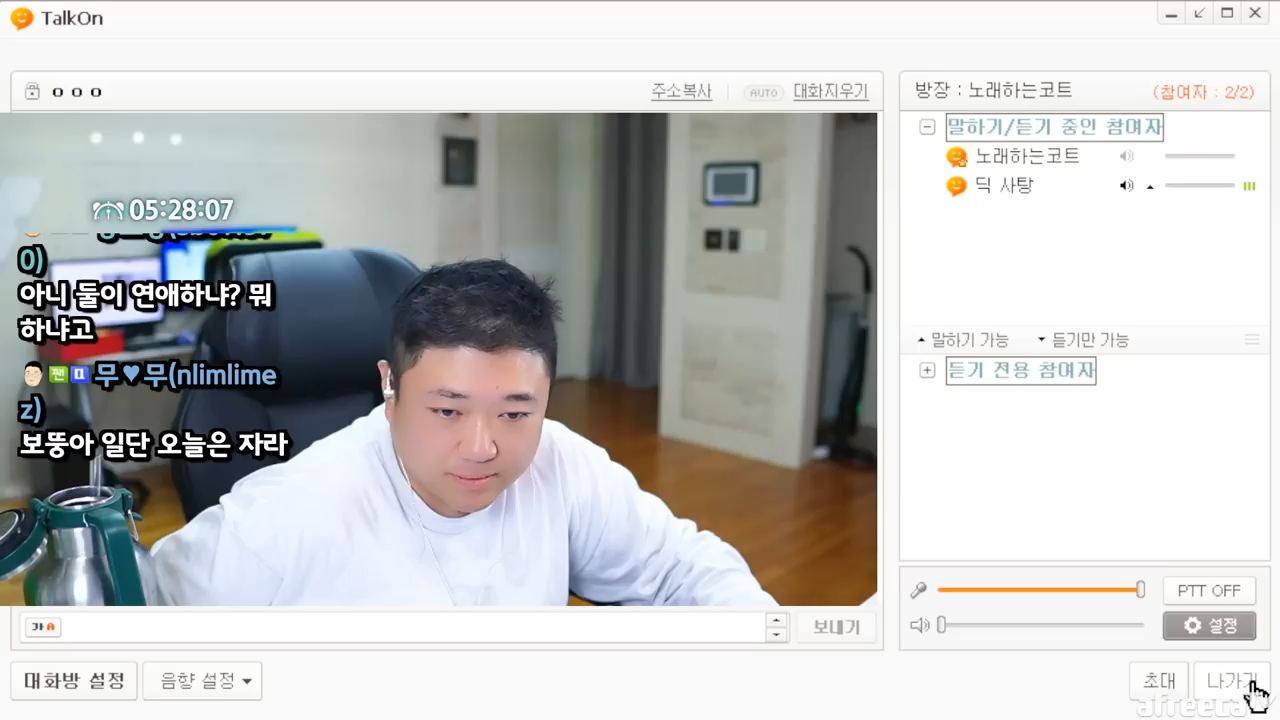 TalkOn
ㅇㅇㅇ
주소복사
AUTO
대화지우기
방장 : 노래하는코트
(참여자 : 2/2)
말하기/듣기 중인 참여자
노래하는코트
딕 사탕
05:28:07
0)
아니 둘이 연애하냐? 뭐
하냐고
팬 무♥무(nlimlime
z)
보뚱아 일단 오늘은 자라
말하기 가능
듣기만 가능
듣기 전용 참여자
PTT OFF
설정
가A
보내기
대화방 설정
음향 설정
초대
나가기
afreecaTV